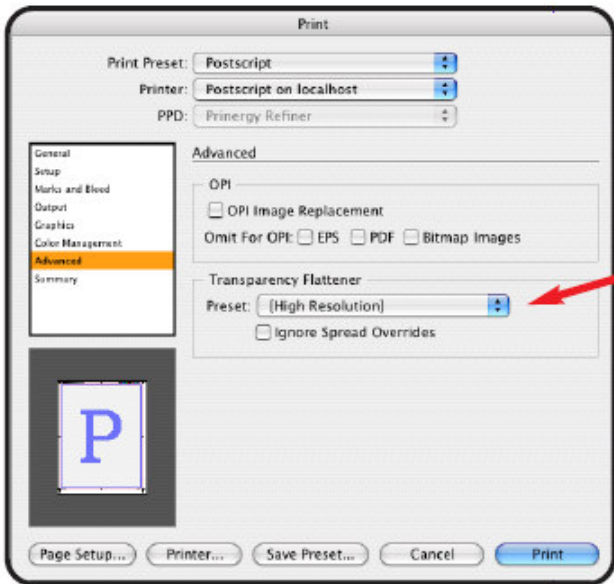 Print
Print Preset: Postscript
Printer: Postscript on localhost
PPD: Prinergy Refiner
General
Setup
Marks and Bleed
Output
Graphics
Color Management
Advanced
Summary
Advanced
OPI
OPI Image Replacement
Omit For OPI: EPS PDF Bitmap Images
Transparency Flattener
Preset: [High Resolution]
Ignore Spread Overrides
P
Page Setup... Printer... Save Preset... Cancel Print